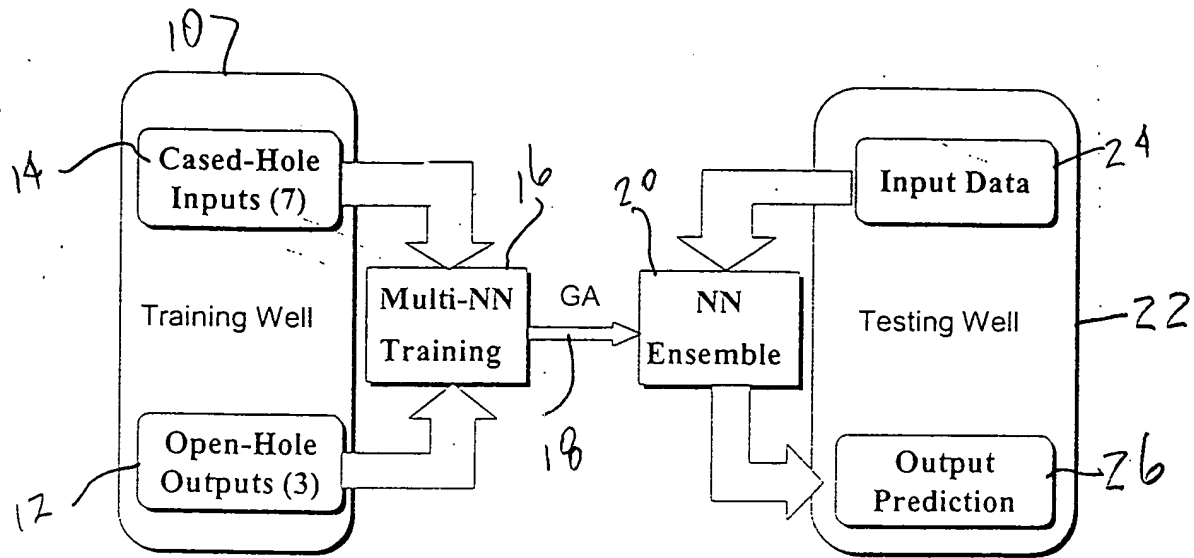 10
14
Cased-Hole
Inputs (7)
Training Well
12
Open-Hole
Outputs (3)
16
Multi-NN
Training
GA
18
20
NN
Ensemble
24
Input Data
Testing Well
22
Output
Prediction
26